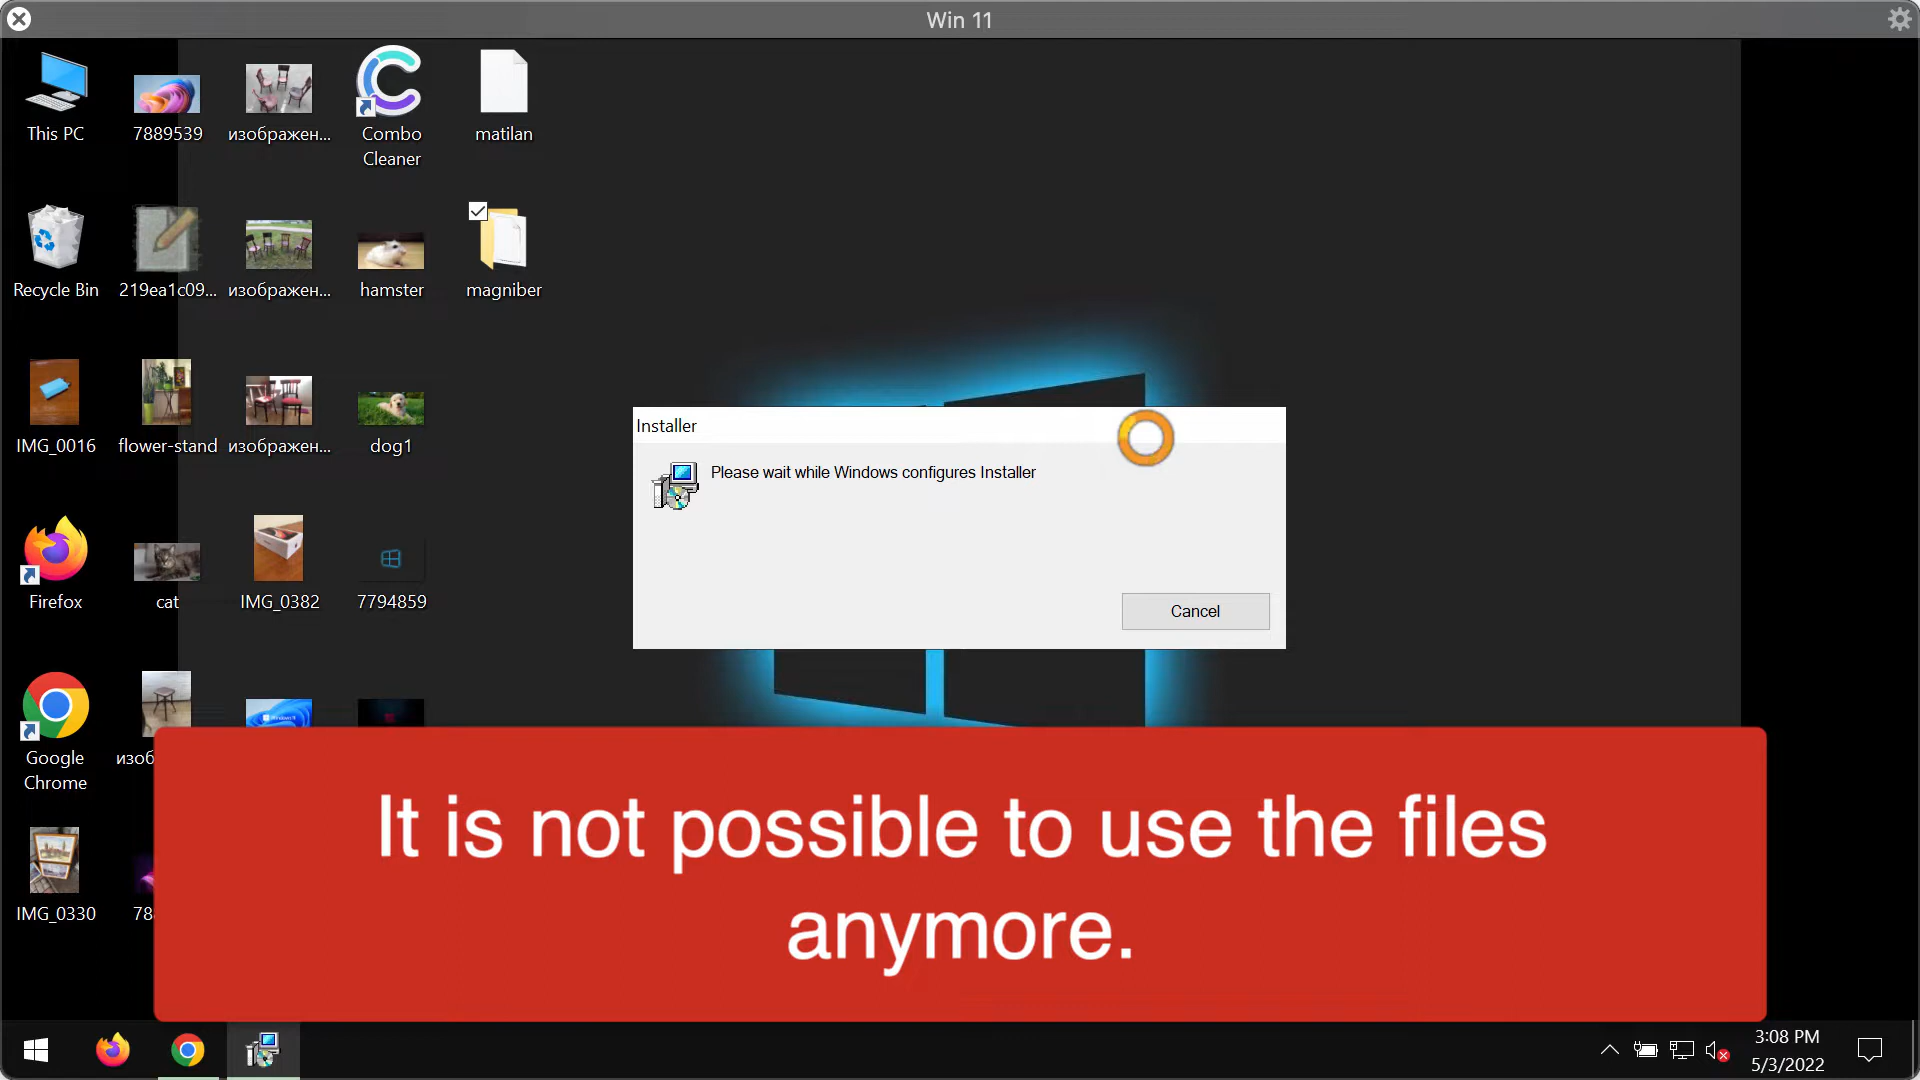 Win 11
This PC
7889539
изображен...
Combo
Cleaner
matilan
Recycle Bin
219ea1c09...
изображен...
hamster
magniber
IMG_0016
flower-stand
изображен...
dog1
Installer
Please wait while Windows configures Installer
Cancel
Firefox
cat
IMG_0382
7794859
Google
Chrome
изоб
IMG_0330
78
It is not possible to use the files
anymore.
3:08 PM
5/3/2022